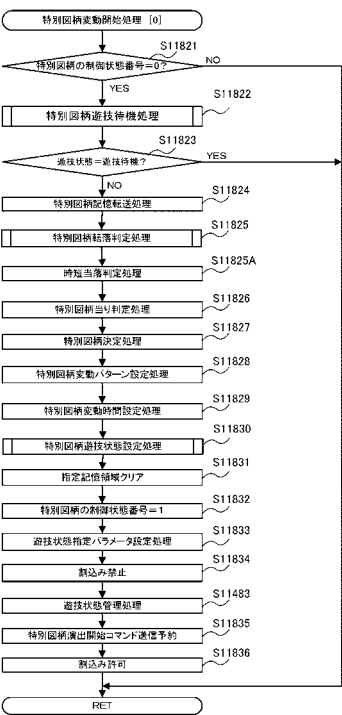 特別図柄変動開始処理 [0]
S11821
特別図柄の制御状態番号=0?
NO
YES
S11822
特別図柄遊技待機処理
S11823
遊技状態=遊技待機?
YES
NO
S11824
特別図柄記憶転送処理
S11825
特別図柄転落判定処理
S11825A
時短当落判定処理
S11826
特別図柄当り判定処理
S11827
特別図柄決定処理
S11828
特別図柄変動パターン設定処理
S11829
特別図柄変動時間設定処理
S11830
特別図柄遊技状態設定処理
S11831
指定記憶領域クリア
S11832
特別図柄の制御状態番号=1
S11833
遊技状態指定パラメータ設定処理
S11834
割込み禁止
S11483
遊技状態管理処理
S11835
特別図柄演出開始コマンド送信予約
S11836
割込み許可
RET